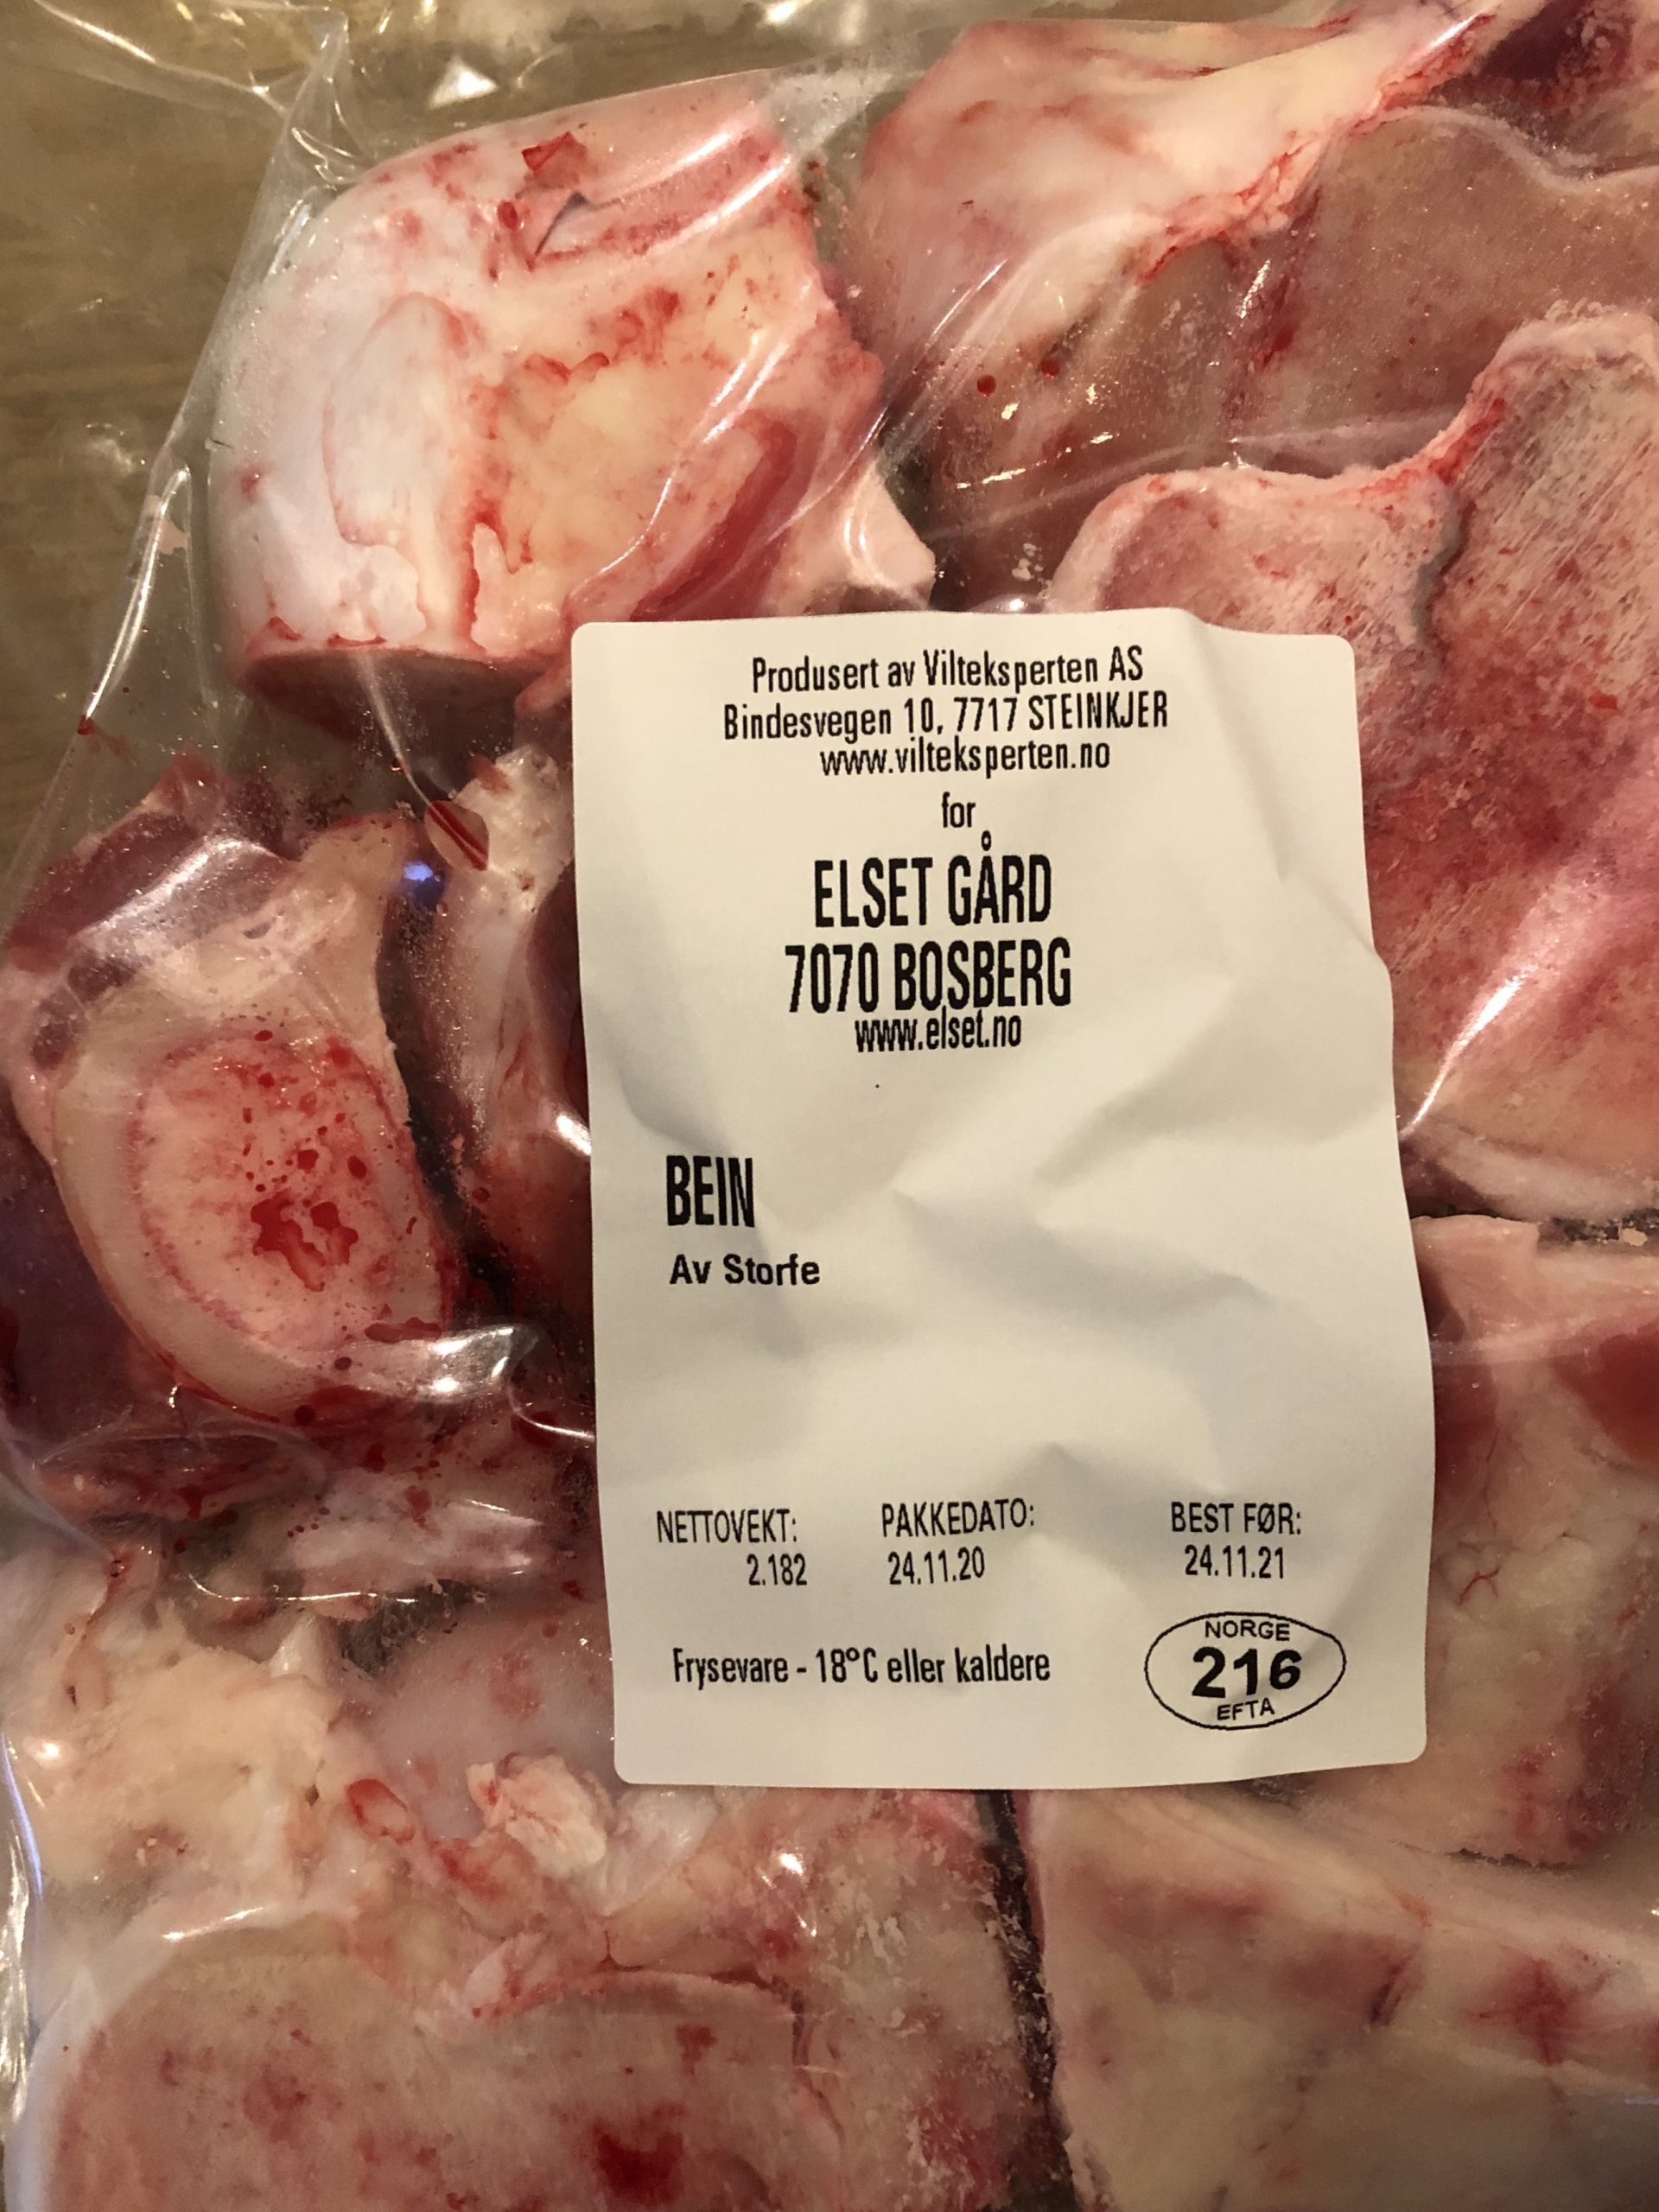 Produsert av Vilteksperten AS
Bindesvegen 10, 7717 STEINKJER
www.vilteksperten.no
for
ELSET GÅRD
7070 BOSBERG
www.elset.no
BEIN
Av Storfe
NETTOVEKT: PAKKEDATO: BEST FØR:
2.182 24.11.20 24.11.21
Frysevare - 18°C eller kaldere
NORGE
216
EFTA